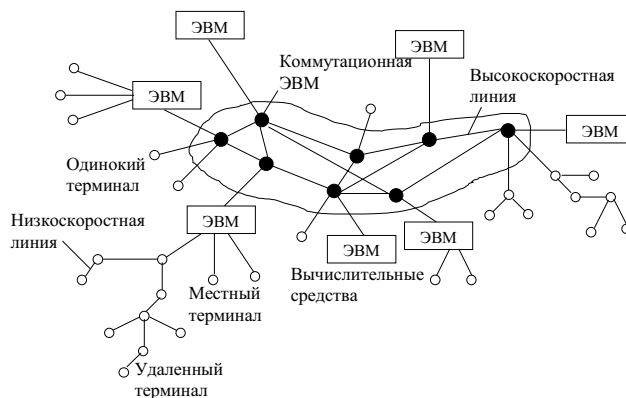 ЭВМ
Коммутационная
ЭВМ
ЭВМ
Высокоскоростная
линия
ЭВМ
ЭВМ
Одинокий
терминал
Низкоскоростная
линия
ЭВМ
ЭВМ
ЭВМ
Местный
терминал
Вычислительные
средства
Удаленный
терминал